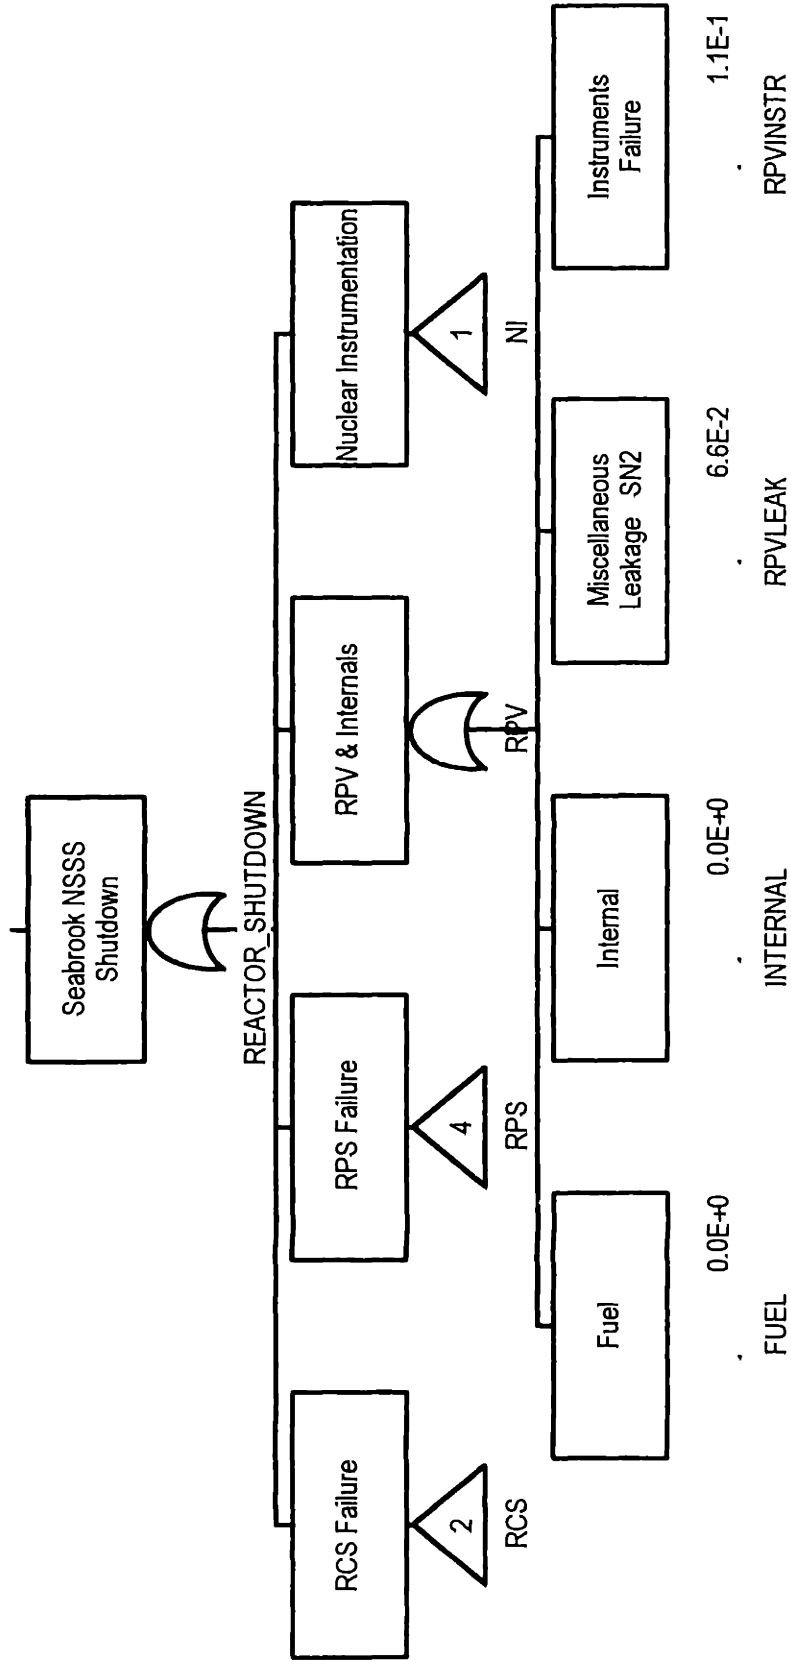 Seabrook NSSS
Shutdown
REACTOR_SHUTDOWN
RCS Failure
2
RCS
RPS Failure
4
RPS
RPV & Internals
RPV
Nuclear Instrumentation
1
NI
Fuel
0.0E+0
FUEL
Internal
0.0E+0
INTERNAL
Miscellaneous
Leakage SN2
6.6E-2
RPVLEAK
Instruments
Failure
1.1E-1
RPVINSTR